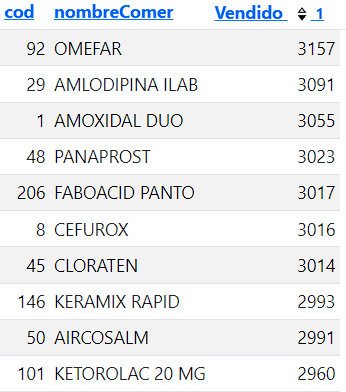 cod nombreComer Vendido 1
92 OMEFAR 3157
29 AMLODIPINA ILAB 3091
1 AMOXIDAL DUO 3055
48 PANAPROST 3023
206 FABOACID PANTO 3017
8 CEFUROX 3016
45 CLORATEN 3014
146 KERAMIX RAPID 2993
50 AIRCOSALM 2991
101 KETOROLAC 20 MG 2960